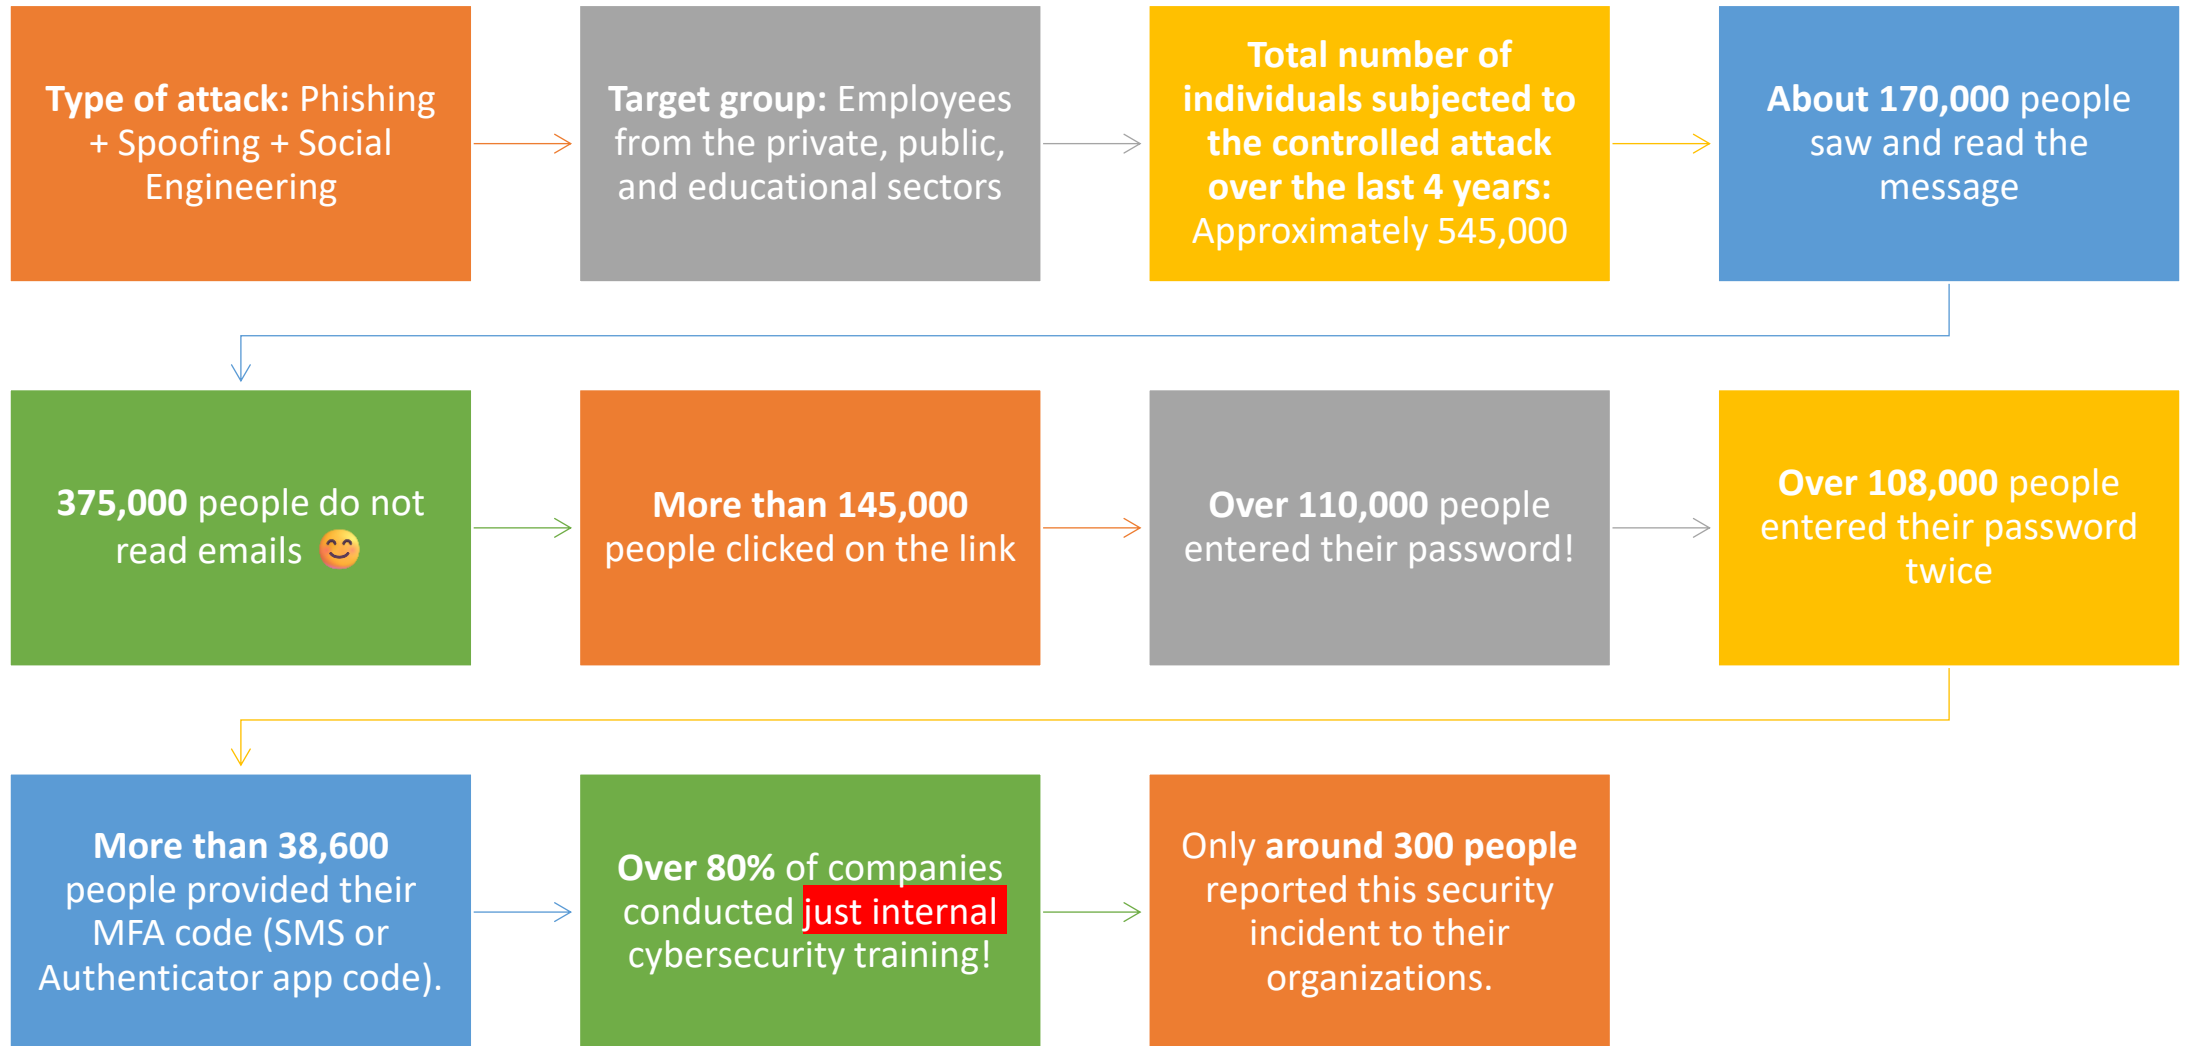 Type of attack: Phishing
+ Spoofing + Social
Engineering
Target group: Employees
from the private, public,
and educational sectors
Total number of
individuals subjected to
the controlled attack
over the last 4 years:
Approximately 545,000
About 170,000 people
saw and read the
message
375,000 people do not
read emails 😊
More than 145,000
people clicked on the link
Over 110,000 people
entered their password!
Over 108,000 people
entered their password
twice
More than 38,600
people provided their
MFA code (SMS or
Authenticator app code).
Over 80% of companies
conducted just internal
cybersecurity training!
Only around 300 people
reported this security
incident to their
organizations.